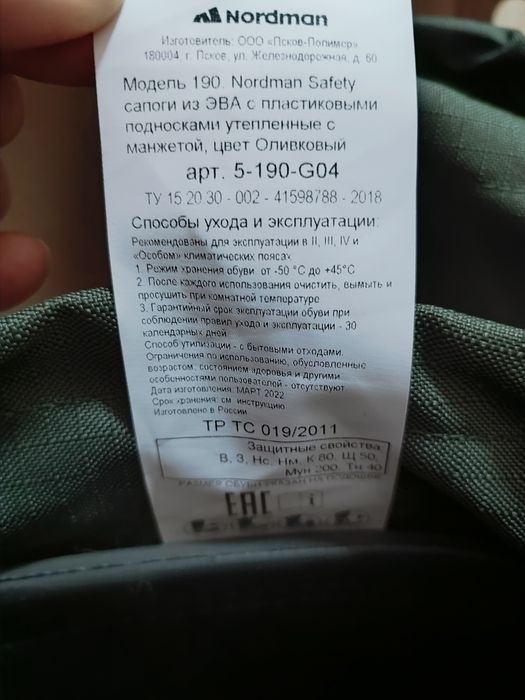 Nordman
Изготовитель: ООО «Псков-Полимер»
180004, г. Псков, ул. Железнодорожная, д. 60
Модель 190. Nordman Safety
сапоги из ЭВА с пластиковыми
подносками утепленные с
манжетой, цвет Оливковый
арт. 5-190-G04
ТУ 15 20 30 - 002 - 41598788 - 2018
Способы ухода и эксплуатации:
Рекомендованы для эксплуатации в II, III, IV и
«Особом» климатических поясах
1. Режим хранения обуви от -50 °С до +45°С
2. После каждого использования очистить, вымыть и
просушить при комнатной температуре
3. Гарантийный срок эксплуатации обуви при
соблюдении правил ухода и эксплуатации - 30
календарных дней.
Способ утилизации - с бытовыми отходами.
Ограничения по использованию, обусловленные
возрастом, состоянием здоровья и другими
особенностями пользователей - отсутствуют.
Дата изготовления: МАРТ 2022
Срок хранения: см. инструкцию
Изготовлено в России
ТР ТС 019/2011
Защитные свойства:
В, З, Нс, Нм, К 80, Щ 50,
Мун 200, Тн 40
РАЗМЕР ОБУВИ УКАЗАН НА ПОДОШВЕ
ЕАС